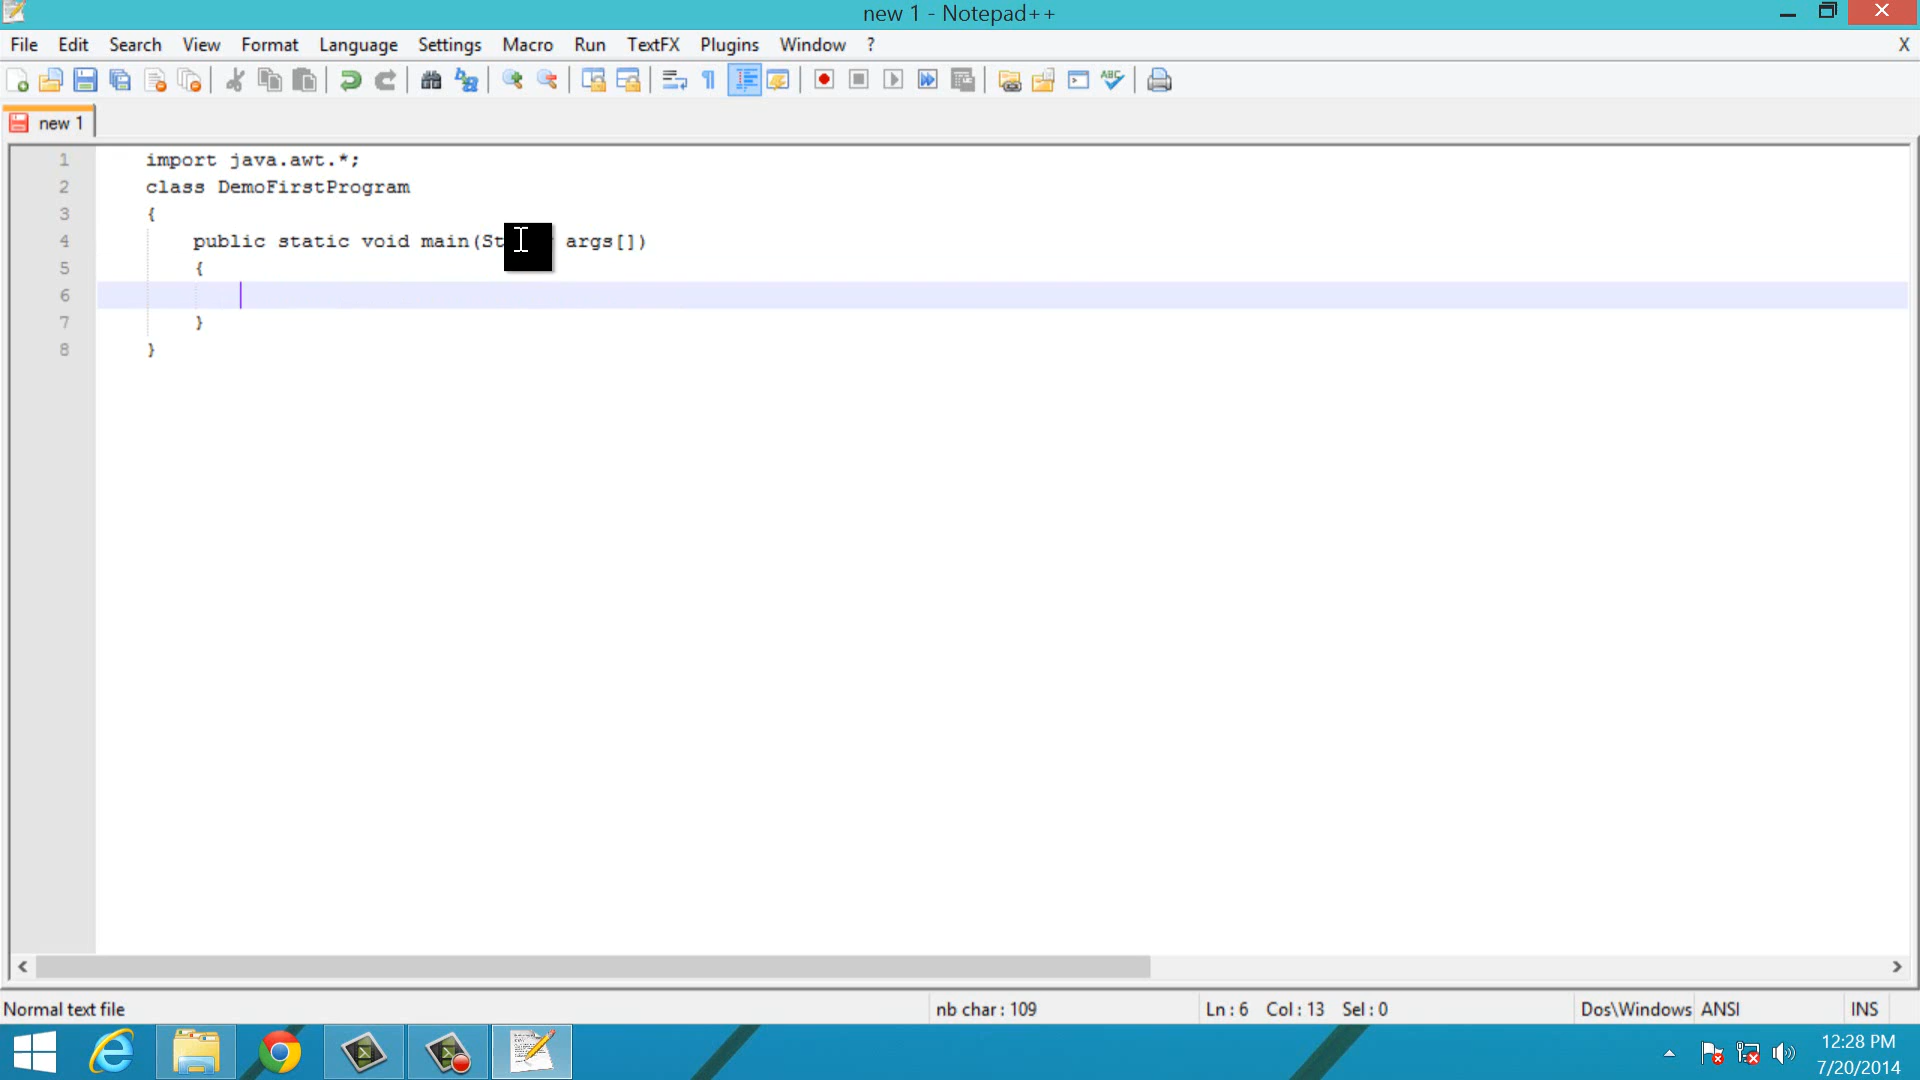 new 1 - Notepad++
File Edit Search View Format Language Settings Macro Run TextFX Plugins Window ? X
new 1
1 import java.awt.*;
2 class DemoFirstProgram
3 {
4 public static void main(St args[])
5 {
6
7 }
8 }
Normal text file nb char : 109 Ln : 6 Col : 13 Sel : 0 Dos\Windows ANSI INS
12:28 PM
7/20/2014